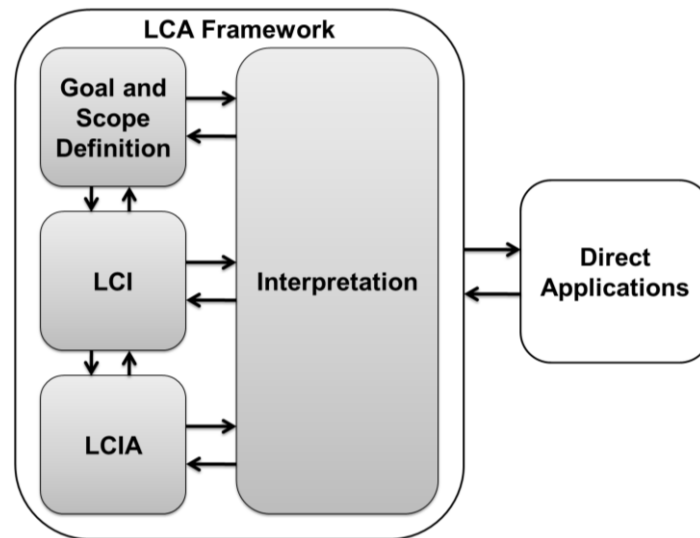 LCA Framework
Goal and
Scope
Definition
LCI
LCIA
Interpretation
Direct
Applications